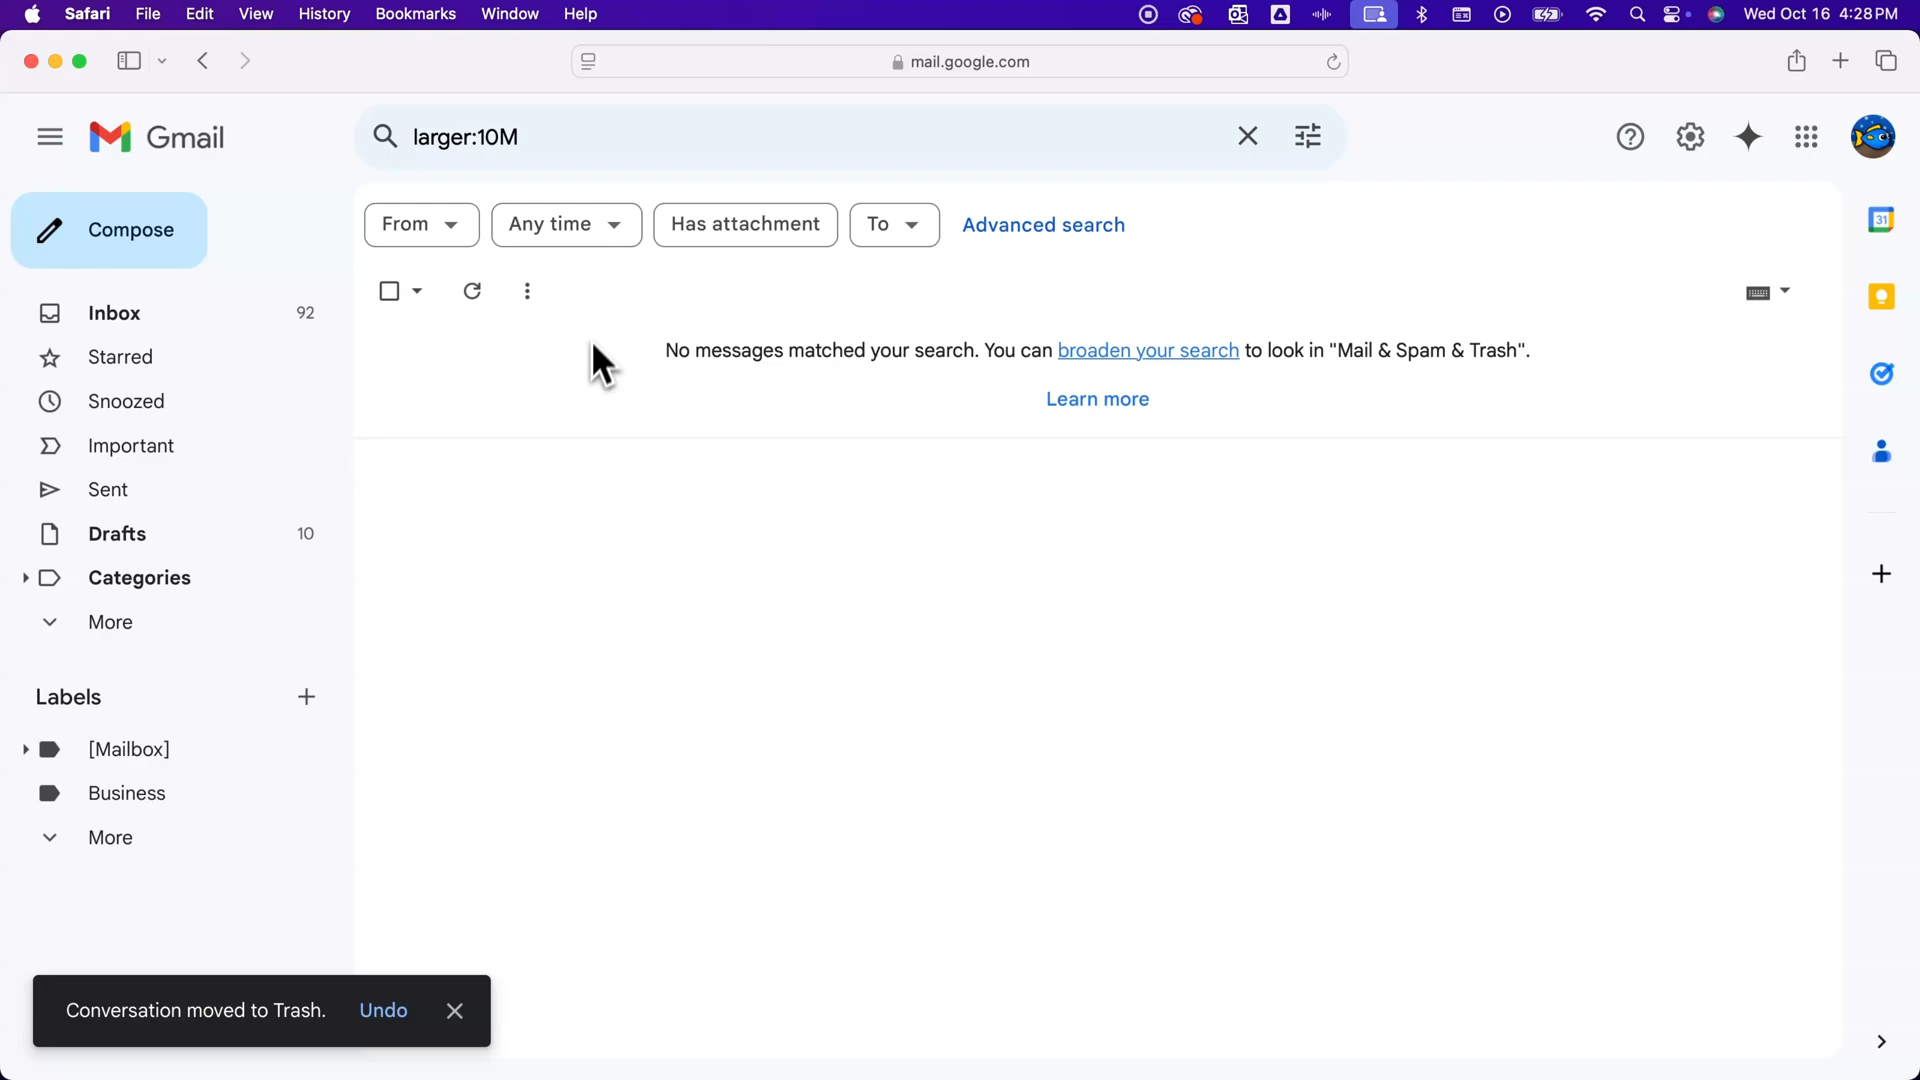 Safari File Edit View History Bookmarks Window Help Wed Oct 16 4:28 PM
mail.google.com
Gmail
larger:10M
Compose
From Any time Has attachment To Advanced search
31
Inbox 92
Starred
Snoozed
Important
Sent
Drafts 10
Categories
More
No messages matched your search. You can broaden your search to look in "Mail & Spam & Trash".
Learn more
Labels
[Mailbox]
Business
More
Conversation moved to Trash. Undo